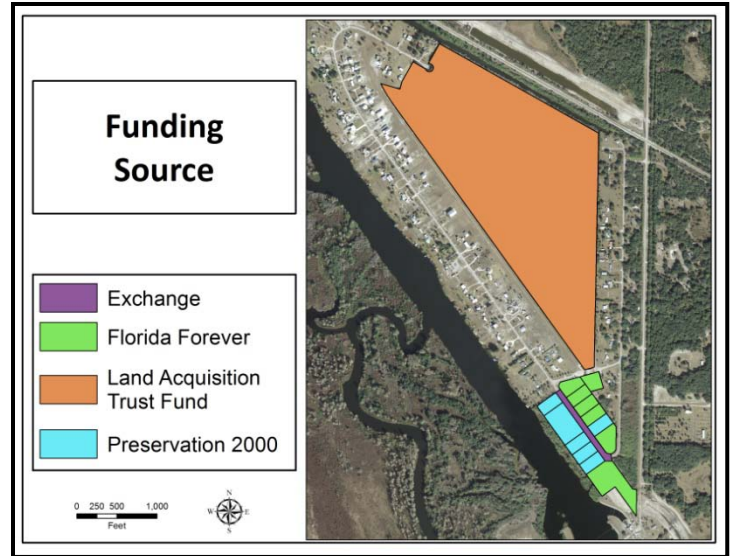 Funding
Source
Exchange
Florida Forever
Land Acquisition
Trust Fund
Preservation 2000
0 250 500 1,000
Feet
N
W E
S